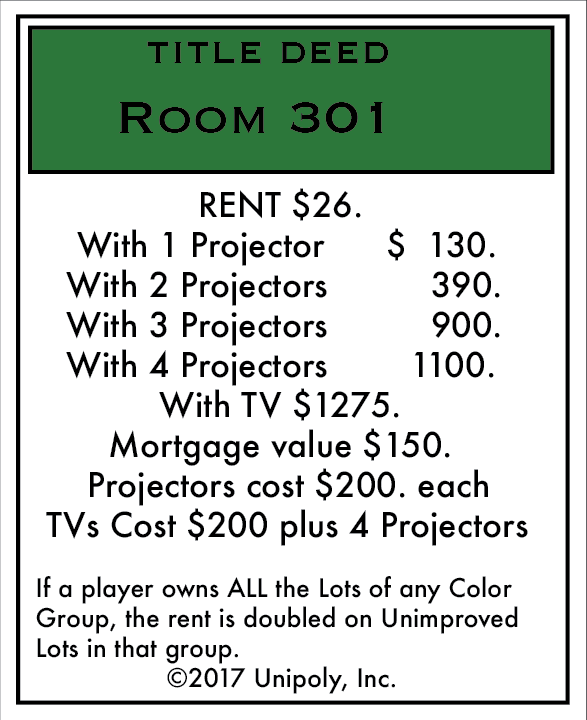 TITLE DEED
ROOM 301
RENT $26.
With 1 Projector $ 130.
With 2 Projectors 390.
With 3 Projectors 900.
With 4 Projectors 1100.
With TV $1275.
Mortgage value $150.
Projectors cost $200. each
TVs Cost $200 plus 4 Projectors
If a player owns ALL the Lots of any Color
Group, the rent is doubled on Unimproved
Lots in that group.
©2017 Unipoly, Inc.